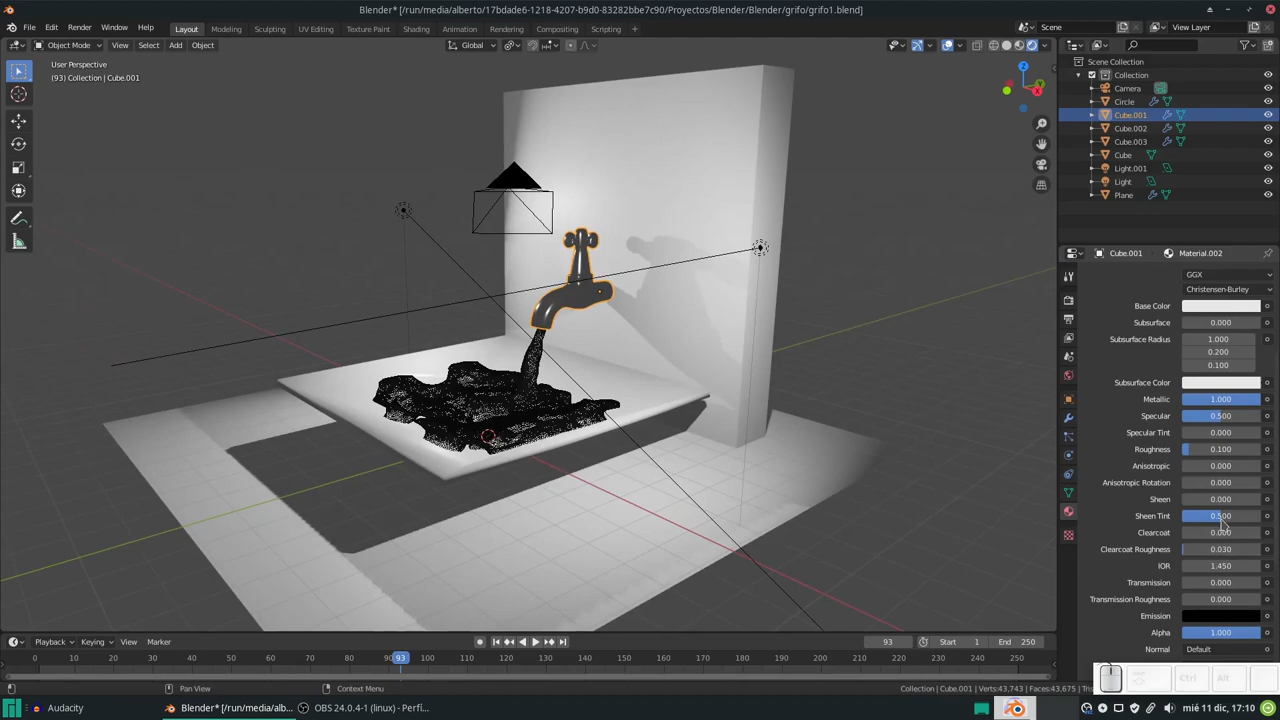 Blender* [/run/media/alberto/17bdade6-1218-4207-b9d0-83282bbe7c90/Proyectos/Blender/grifo/grifo1.blend]
File Edit Render Window Help Layout Modeling Sculpting UV Editing Texture Paint Shading Animation Rendering Compositing Scripting Scene View Layer
Object Mode View Select Add Object Global
User Perspective
(93) Collection | Cube.001
Scene Collection
Collection
Camera
Circle
Cube.001
Cube.002
Cube.003
Cube
Light.001
Light
Plane
Cube.001 Material.002
GGX
Christensen-Burley
Base Color
Subsurface 0.000
Subsurface Radius 1.000
0.200
0.100
Subsurface Color
Metallic 1.000
Specular 0.500
Specular Tint 0.000
Roughness 0.100
Anisotropic 0.000
Anisotropic Rotation 0.000
Sheen 0.000
Sheen Tint 0.500
Clearcoat 0.000
Clearcoat Roughness 0.030
IOR 1.450
Transmission 0.000
Transmission Roughness 0.000
Emission
Alpha 1.000
Normal Default
Playback Keying View Marker 93 Start 1 End 250
0 10 20 30 40 50 60 70 80 93 100 110 120 130 140 150 160 170 180 190 200 210 220 230 240 250
Pan View Context Menu Collection | Cube.001 | Verts:43,743 | Faces:43,675 | Tri
Ctrl Alt
Audacity Blender* [/run/media/alb... OBS 24.0.4-1 (linux) - Perfi... mié 11 dic, 17:10